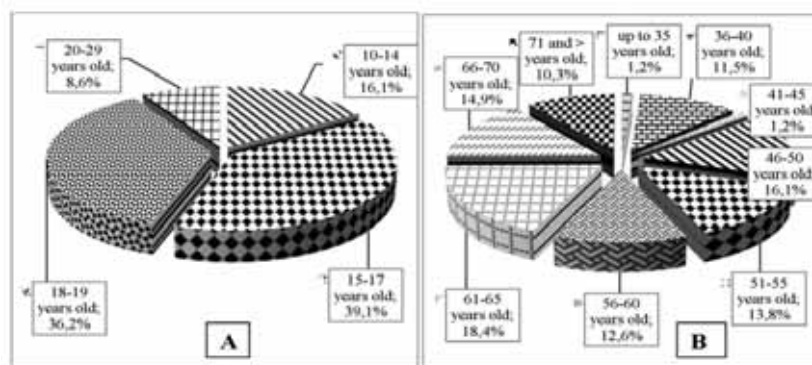 20-29
years old;
8,6%
10-14
years old;
16,1%
18-19
years old;
36,2%
15-17
years old;
39,1%
A
71 and >
years old;
10,3%
up to 35
years old;
1,2%
36-40
years old;
11,5%
66-70
years old;
14,9%
41-45
years old;
1,2%
46-50
years old;
16,1%
61-65
years old;
18,4%
56-60
years old;
12,6%
51-55
years old;
13,8%
B